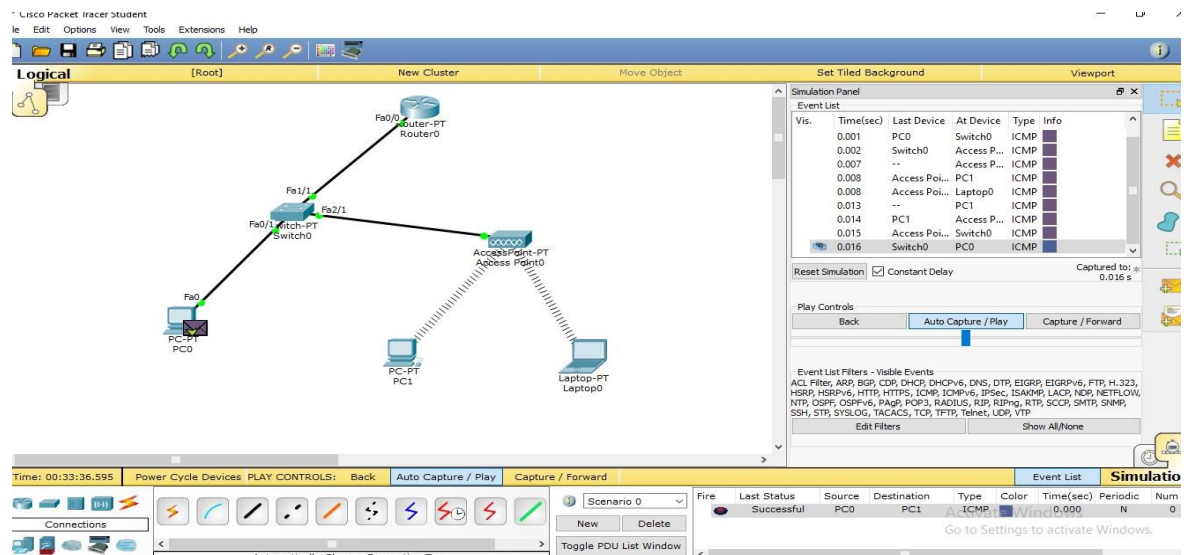 Cisco Packet Tracer Student
le Edit Options View Tools Extensions Help
Logical [Root] New Cluster Move Object Set Tiled Background Viewport
Fa0/0
outer-PT
Router0
Fa1/1
Fa0/1
witch-PT
Switch0
Fa2/1
AccessPoint-PT
Access Point0
Fa0
PC-PT
PC0
PC-PT
PC1
Laptop-PT
Laptop0
Simulation Panel
Event List
Vis. Time(sec) Last Device At Device Type Info
0.001 PC0 Switch0 ICMP
0.002 Switch0 Access P... ICMP
0.007 -- Access P... ICMP
0.008 Access Poi... PC1 ICMP
0.008 Access Poi... Laptop0 ICMP
0.013 -- PC1 ICMP
0.014 PC1 Access P... ICMP
0.015 Access Poi... Switch0 ICMP
0.016 Switch0 PC0 ICMP
Reset Simulation Constant Delay Captured to: *
0.016 s
Play Controls
Back Auto Capture / Play Capture / Forward
Event List Filters - Visible Events
ACL Filter, ARP, BGP, CDP, DHCP, DHCPv6, DNS, DTP, EIGRP, EIGRPv6, FTP, H.323,
HSRP, HSRPv6, HTTP, HTTPS, ICMP, ICMPv6, IPSec, ISAKMP, LACP, NDP, NETFLOW,
NTP, OSPF, OSPFv6, PAgP, POP3, RADIUS, RIP, RIPng, RTP, SCCP, SMTP, SNMP,
SSH, STP, SYSLOG, TACACS, TCP, TFTP, Telnet, UDP, VTP
Edit Filters Show All/None
Time: 00:33:36.595 Power Cycle Devices PLAY CONTROLS: Back Auto Capture / Play Capture / Forward Event List Simulatio
Connections
Scenario 0
New Delete
Toggle PDU List Window
Fire Last Status Source Destination Type Color Time(sec) Periodic Num
Successful PC0 PC1 ICMP 0.000 N 0
Activate Windows
Go to Settings to activate Windows.